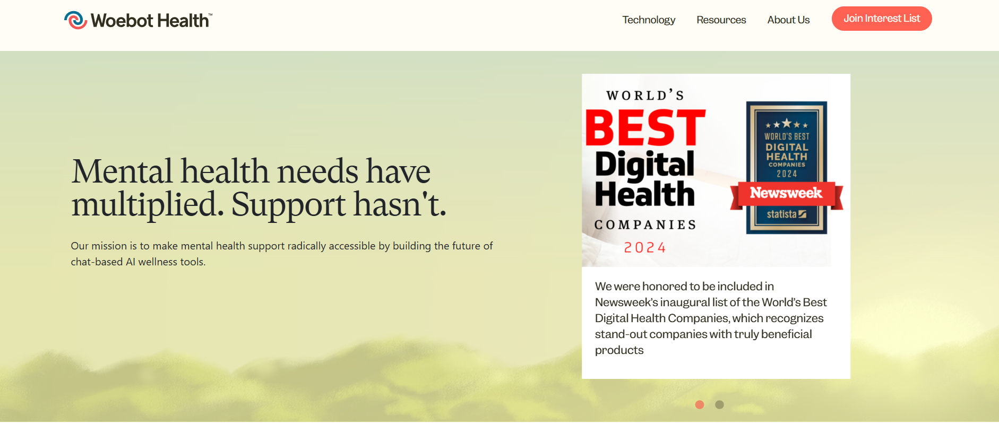 Woebot Health™
Technology
Resources
About Us
Join Interest List
Mental health needs have
multiplied. Support hasn't.
Our mission is to make mental health support radically accessible by building the future of
chat-based AI wellness tools.
WORLD'S
BEST
Digital
Health
COMPANIES
2024
WORLD'S BEST
DIGITAL
HEALTH
COMPANIES
2024
Newsweek
statista
We were honored to be included in
Newsweek’s inaugural list of the World’s Best
Digital Health Companies, which recognizes
stand-out companies with truly beneficial
products